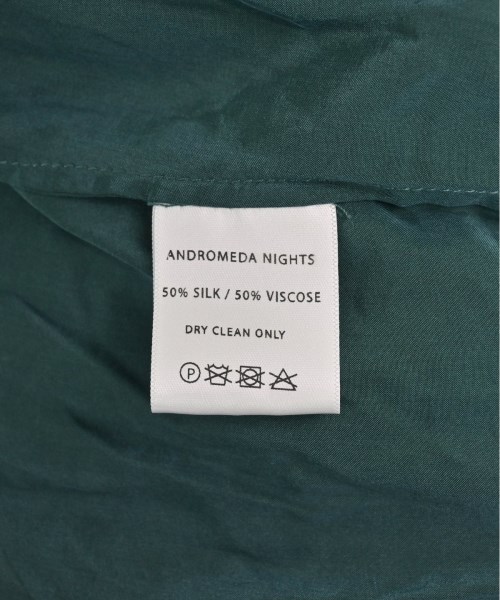 ANDROMEDA NIGHTS
50% SILK / 50% VISCOSE
DRY CLEAN ONLY
P